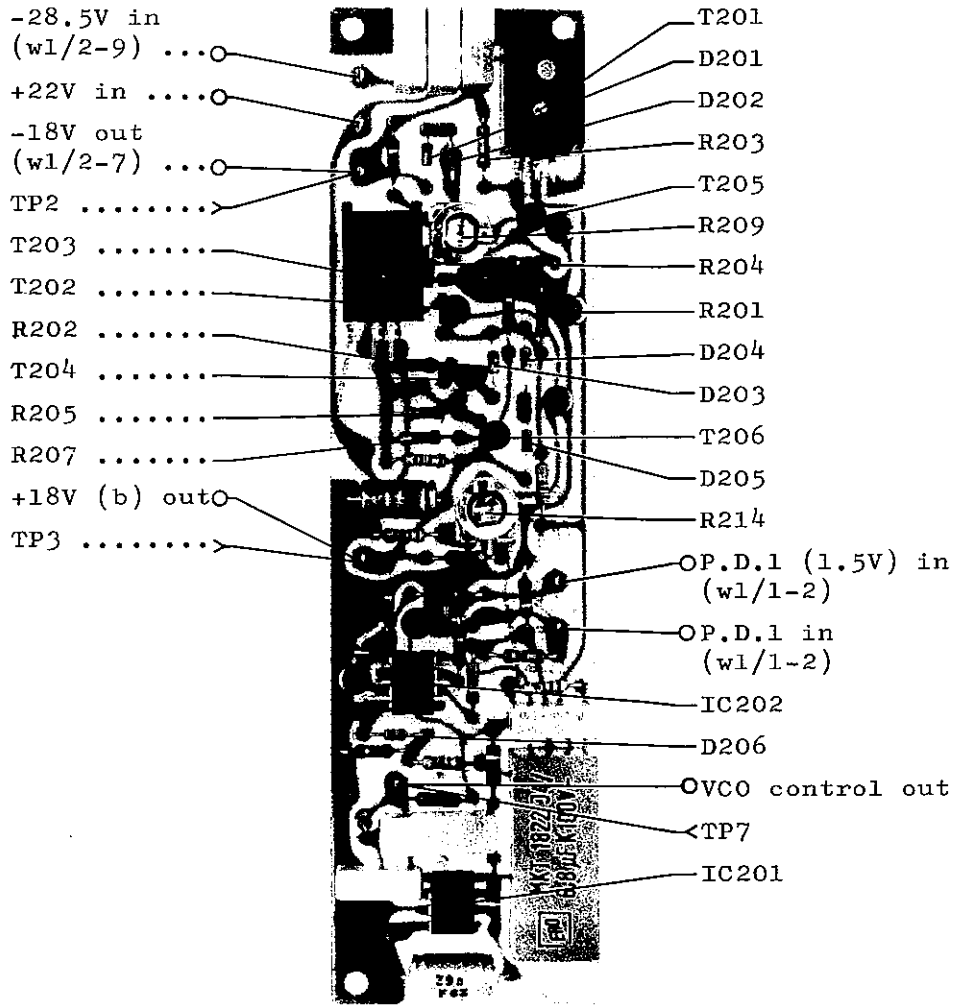 -28.5V in
(w1/2-9) ....
+22V in ....
-18V out
(w1/2-7) ...
TP2 ........
T203 .......
T202 .......
R202 .......
T204 .......
R205 .......
R207 .......
+18V (b) out
TP3 ........
T201
D201
D202
R203
T205
R209
R204
R201
D204
D203
T206
D205
R214
P.D.1 (1.5V) in
(w1/1-2)
P.D.1 in
(w1/1-2)
IC202
D206
VCO control out
TP7
IC201
ERO